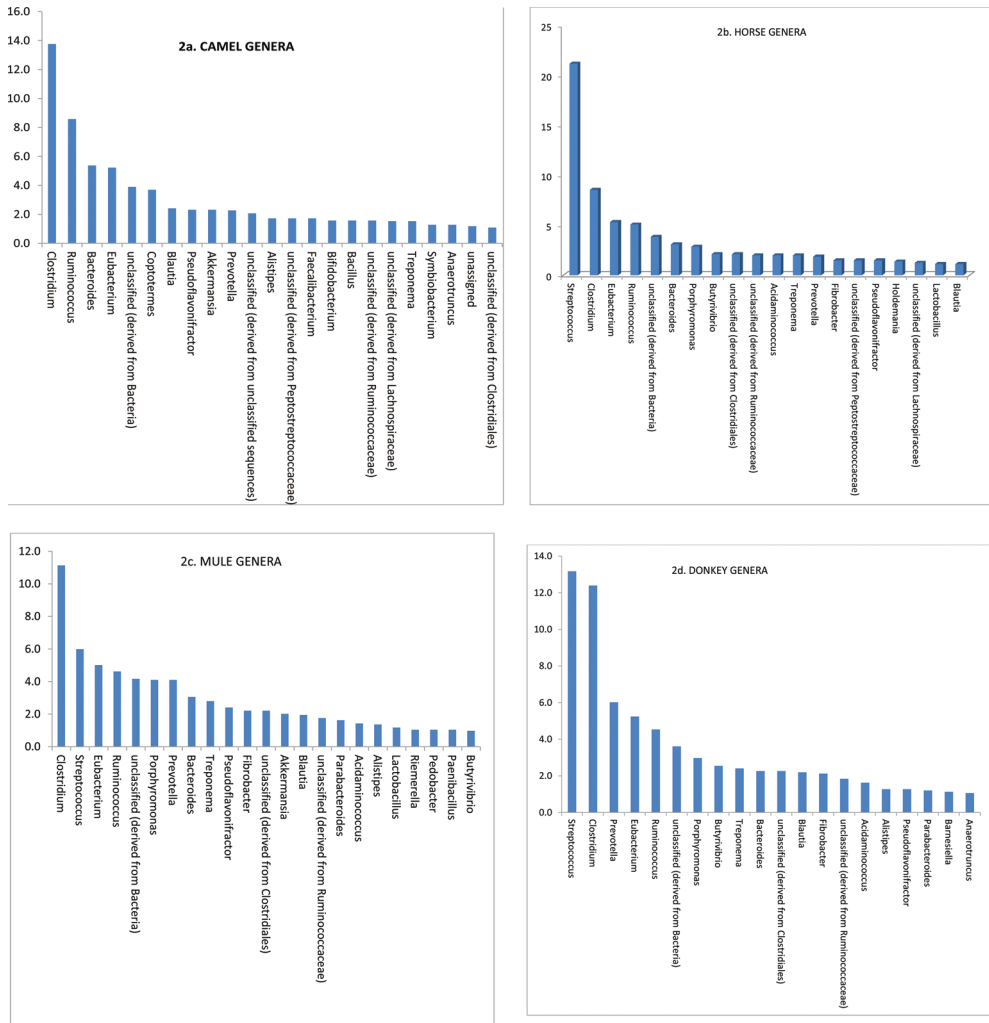 2a. CAMEL GENERA
16.0
14.0
12.0
10.0
8.0
6.0
4.0
2.0
0.0
Clostridium
Ruminococcus
Bacteroides
Eubacterium
unclassified (derived from Bacteria)
Coptotermes
Blautia
Pseudoflavonifractor
Akkermansia
Prevotella
unclassified (derived from unclassified sequences)
Alistipes
unclassified (derived from Peptostreptococcaceae)
Faecalibacterium
Bifidobacterium
Bacillus
unclassified (derived from Ruminococcaceae)
unclassified (derived from Lachnospiraceae)
Treponema
Symbiobacterium
Anaerotruncus
unassigned
unclassified (derived from Clostridiales)
2b. HORSE GENERA
25
20
15
10
5
0
Streptococcus
Clostridium
Eubacterium
Ruminococcus
unclassified (derived from Bacteria)
Bacteroides
Porphyromonas
Butyrivibrio
unclassified (derived from Clostridiales)
unclassified (derived from Ruminococcaceae)
Acidaminococcus
Treponema
Prevotella
Fibrobacter
unclassified (derived from Peptostreptococcaceae)
Pseudoflavonifractor
Holdemania
unclassified (derived from Lachnospiraceae)
Lactobacillus
Blautia
2c. MULE GENERA
12.0
10.0
8.0
6.0
4.0
2.0
0.0
Clostridium
Streptococcus
Eubacterium
Ruminococcus
unclassified (derived from Bacteria)
Porphyromonas
Prevotella
Bacteroides
Treponema
Pseudoflavonifractor
Fibrobacter
unclassified (derived from Clostridiales)
Akkermansia
Blautia
unclassified (derived from Ruminococcaceae)
Parabacteroides
Acidaminococcus
Alistipes
Lactobacillus
Riemerella
Pedobacter
Paenibacillus
Butyrivibrio
2d. DONKEY GENERA
14.0
12.0
10.0
8.0
6.0
4.0
2.0
0.0
Streptococcus
Clostridium
Prevotella
Eubacterium
Ruminococcus
unclassified (derived from Bacteria)
Porphyromonas
Butyrivibrio
Treponema
Bacteroides
unclassified (derived from Clostridiales)
Blautia
Fibrobacter
unclassified (derived from Ruminococcaceae)
Acidaminococcus
Alistipes
Pseudoflavonifractor
Parabacteroides
Barnesiella
Anaerotruncus